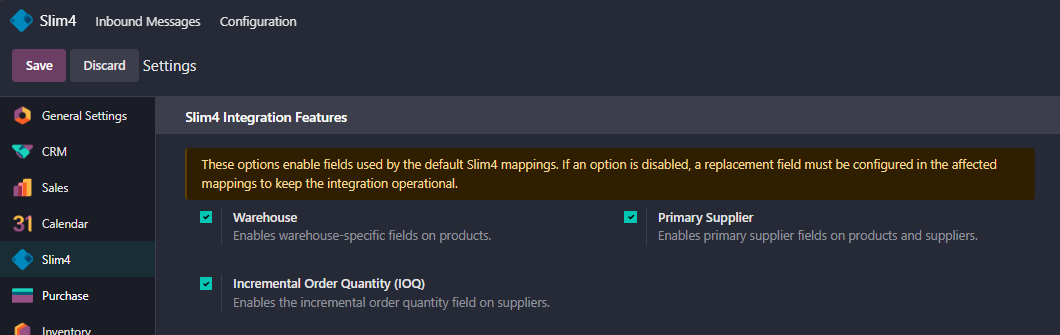 Slim4 Inbound Messages Configuration
Save Discard Settings
General Settings
CRM
Sales
31 Calendar
Slim4
Purchase
Inventory
Slim4 Integration Features
These options enable fields used by the default Slim4 mappings. If an option is disabled, a replacement field must be configured in the affected
mappings to keep the integration operational.
Warehouse
Enables warehouse-specific fields on products.
Primary Supplier
Enables primary supplier fields on products and suppliers.
Incremental Order Quantity (IOQ)
Enables the incremental order quantity field on suppliers.